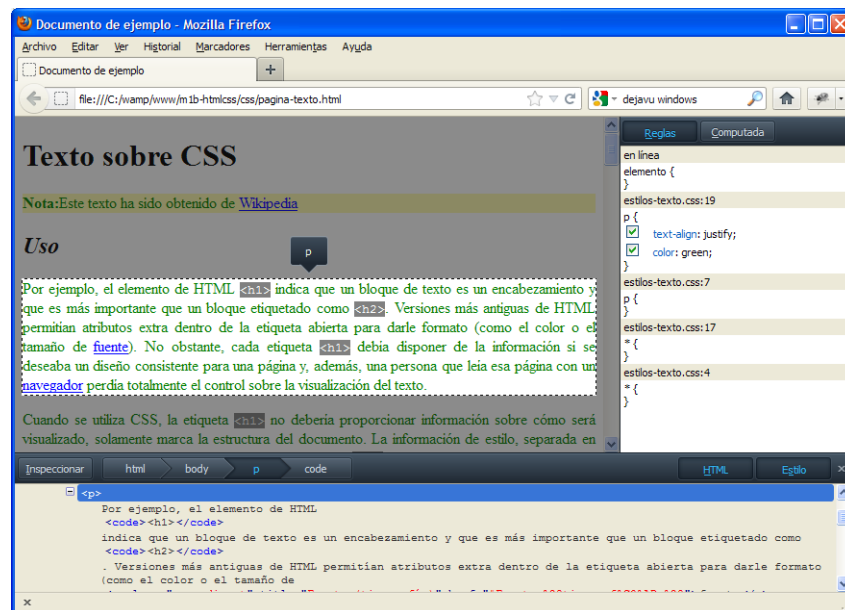 Documento de ejemplo - Mozilla Firefox
Archivo Editar Ver Historial Marcadores Herramientas Ayuda
Documento de ejemplo +
file:///C:/wamp/www/m1b-htmlcss/css/pagina-texto.html dejavu windows
Reglas Computada
Texto sobre CSS
Nota:Este texto ha sido obtenido de Wikipedia
Uso
p
Por ejemplo, el elemento de HTML <h1> indica que un bloque de texto es un encabezamiento y
que es más importante que un bloque etiquetado como <h2>. Versiones más antiguas de HTML
permitían atributos extra dentro de la etiqueta abierta para darle formato (como el color o el
tamaño de fuente). No obstante, cada etiqueta <h1> debía disponer de la información si se
deseaba un diseño consistente para una página y, además, una persona que leía esa página con un
navegador perdía totalmente el control sobre la visualización del texto.
Cuando se utiliza CSS, la etiqueta <h1> no debería proporcionar información sobre cómo será
visualizado, solamente marca la estructura del documento. La información de estilo, separada en
en línea
elemento {
}
estilos-texto.css:19
p {
text-align: justify;
color: green;
}
estilos-texto.css:7
p {
}
estilos-texto.css:17
* {
}
estilos-texto.css:4
* {
}
Inspeccionar html body p code HTML Estilo ×
<p>
Por ejemplo, el elemento de HTML
<code><h1></code>
indica que un bloque de texto es un encabezamiento y que es más importante que un bloque etiquetado como
<code><h2></code>
. Versiones más antiguas de HTML permitían atributos extra dentro de la etiqueta abierta para darle formato
(como el color o el tamaño de
×